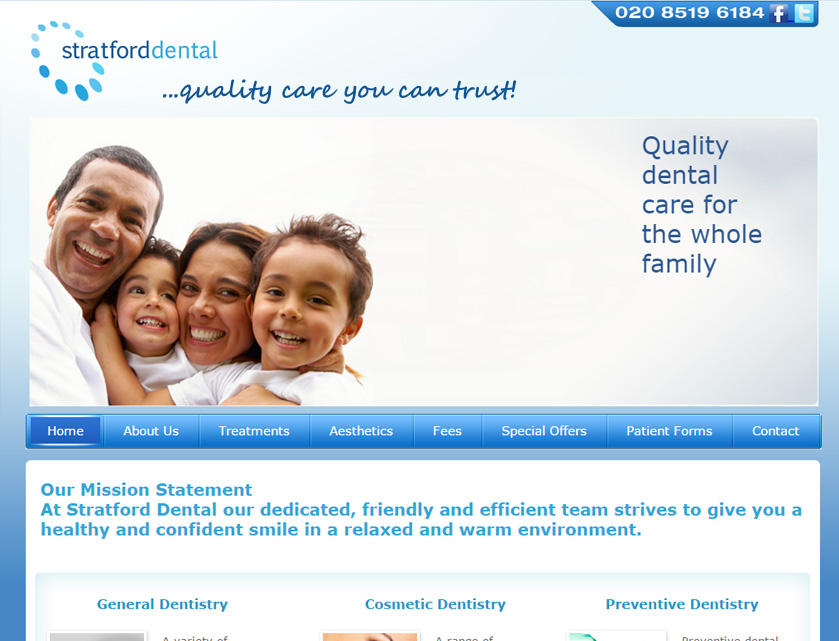 020 8519 6184
stratforddental
...quality care you can trust!
Quality
dental
care for
the whole
family
Home About Us Treatments Aesthetics Fees Special Offers Patient Forms Contact
Our Mission Statement
At Stratford Dental our dedicated, friendly and efficient team strives to give you a
healthy and confident smile in a relaxed and warm environment.
General Dentistry Cosmetic Dentistry Preventive Dentistry
A variety of A range of Preventive dental